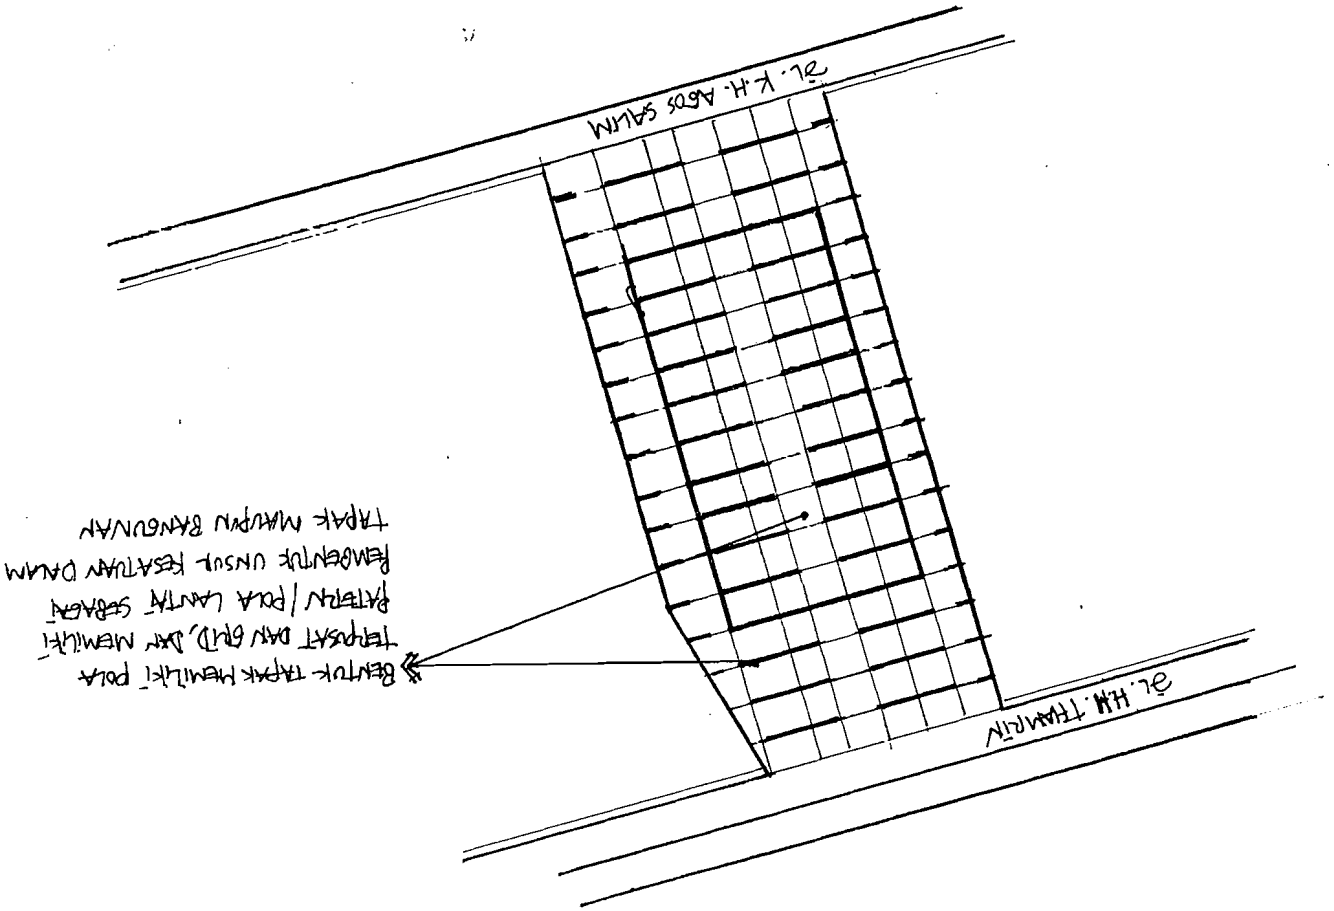 JL. H.M. THAMRIN
BENTUK TAPAK MEMILIKI POLA
TERPUSAT DAN GRID, DAN MEMILIKI
PATTERN / POLA LANTAI SEBAGAI
PEMBENTUK UNSUR KESATUAN DALAM
TAPAK MAUPUN BANGUNAN
JL. K.H. AGUS SALIM